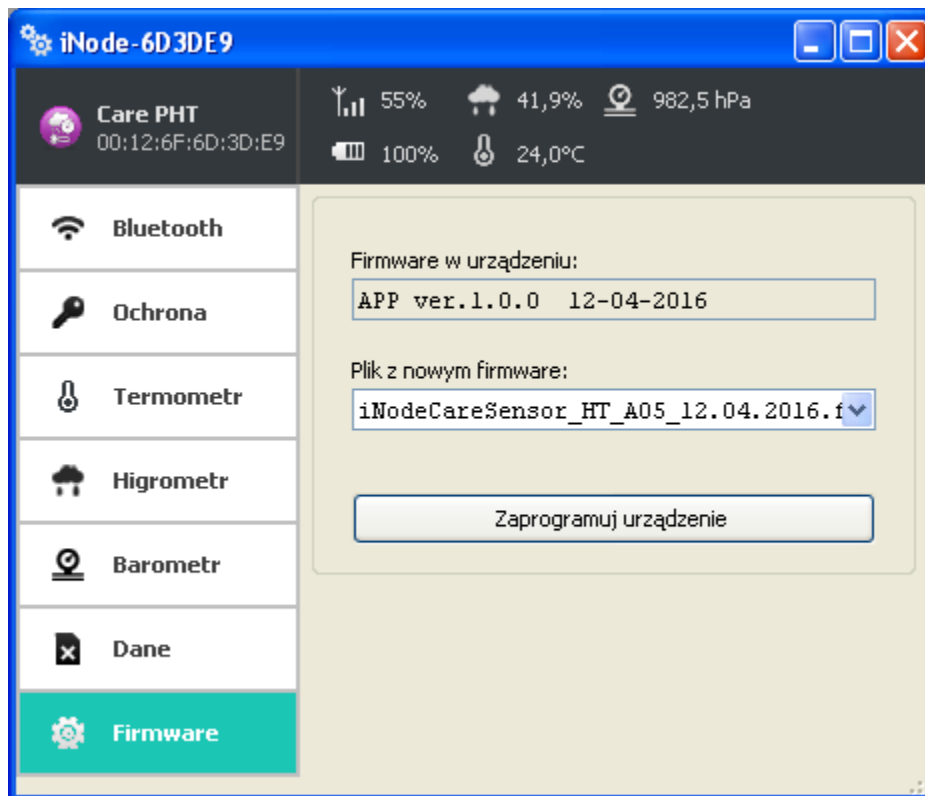 iNode-6D3DE9
Care PHT
00:12:6F:6D:3D:E9
55% 41,9% 982,5 hPa
100% 24,0°C
Bluetooth
Ochrona
Termometr
Higrometr
Barometr
Dane
Firmware
Firmware w urządzeniu:
APP ver.1.0.0 12-04-2016
Plik z nowym firmware:
iNodeCareSensor_HT_A05_12.04.2016.f
Zaprogramuj urządzenie